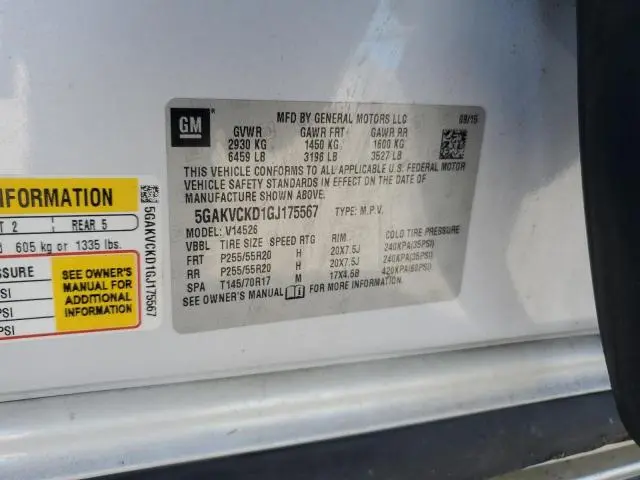 GM
MFD BY GENERAL MOTORS LLC 09/15
GVWR GAWR FRT GAWR RR
2930 KG 1450 KG 1600 KG
6459 LB 3196 LB 3527 LB
THIS VEHICLE CONFORMS TO ALL APPLICABLE U.S. FEDERAL MOTOR
VEHICLE SAFETY STANDARDS IN EFFECT ON THE DATE OF
MANUFACTURE SHOWN ABOVE.
5GAKVCKD1GJ175567 TYPE: M.P.V.
MODEL: V14526
VBBL TIRE SIZE SPEED RTG RIM COLD TIRE PRESSURE
FRT P255/55R20 H 20X7.5J 240KPA(35PSI)
RR P255/55R20 H 20X7.5J 240KPA(35PSI)
SPA T145/70R17 M 17X4.5B 420KPA(60PSI)
SEE OWNER'S MANUAL FOR MORE INFORMATION.
INFORMATION
2 REAR 5
605 kg or 1335 lbs.
SEE OWNER'S
MANUAL FOR
ADDITIONAL
INFORMATION
PSI
5GAKVCKD1GJ175567